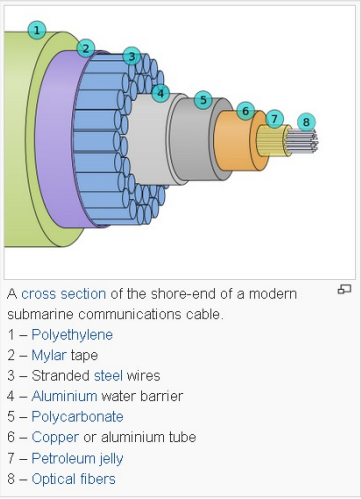 1
2
3
4
5
6
7
8
A cross section of the shore-end of a modern
submarine communications cable.
1 – Polyethylene
2 – Mylar tape
3 – Stranded steel wires
4 – Aluminium water barrier
5 – Polycarbonate
6 – Copper or aluminium tube
7 – Petroleum jelly
8 – Optical fibers